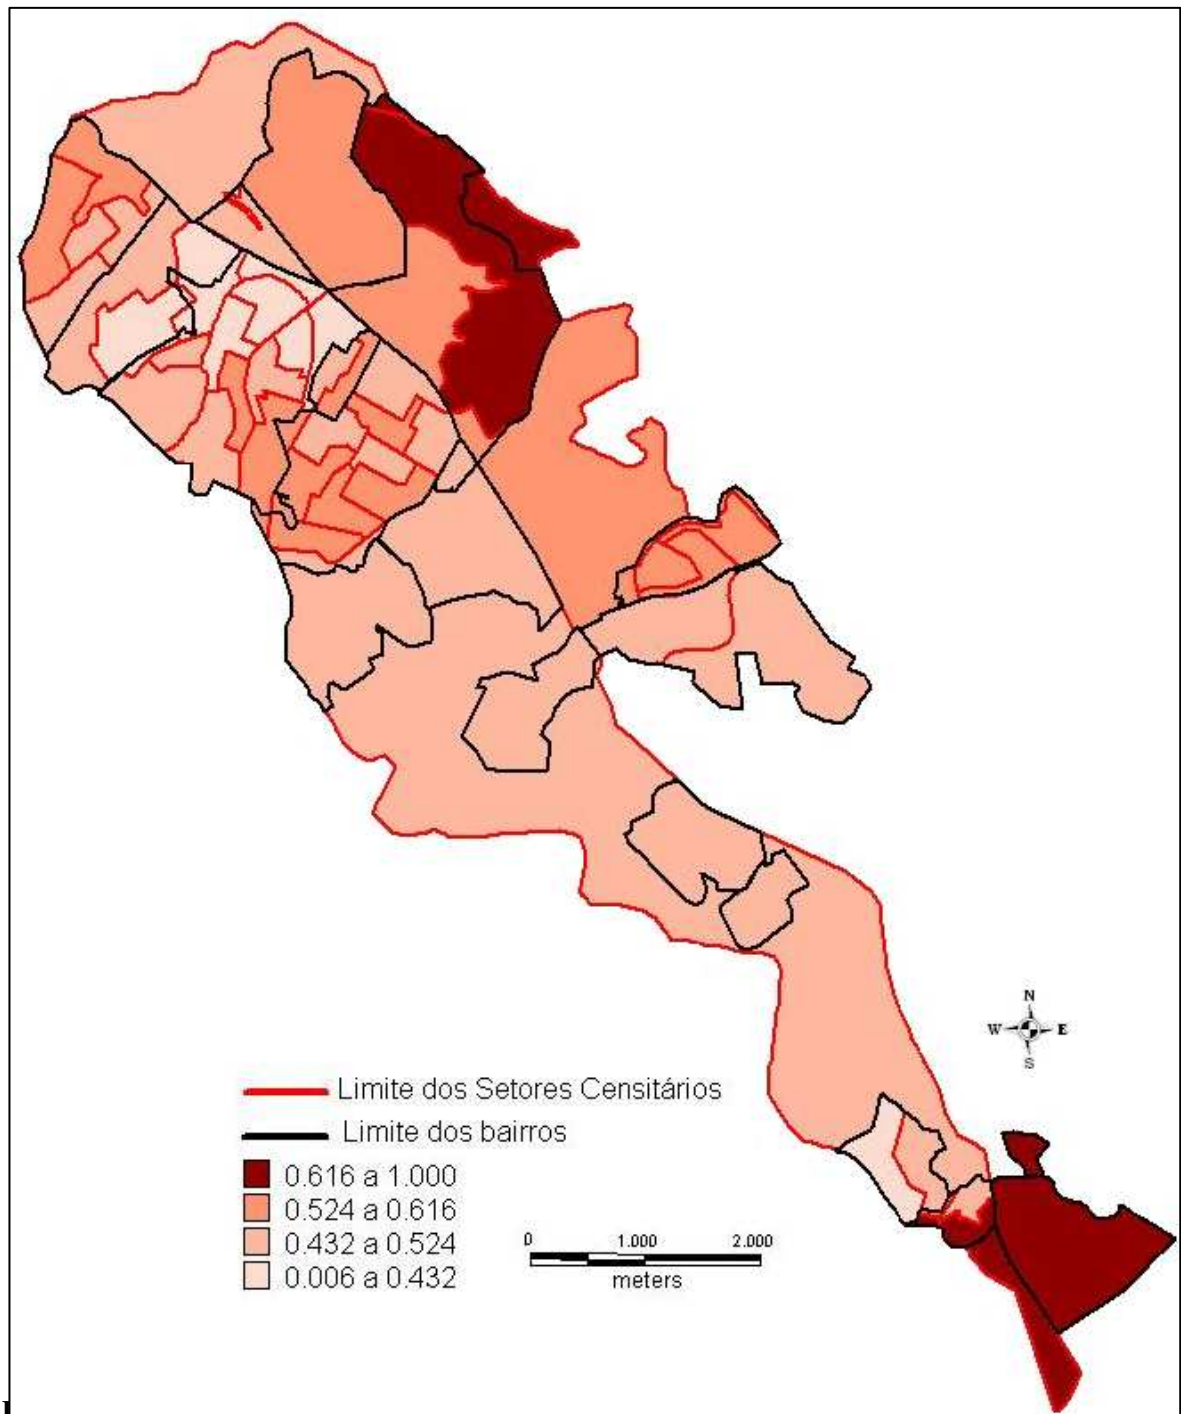 N
W E
S
Limite dos Setores Censitários
Limite dos bairros
0.616 a 1.000
0.524 a 616
0.432 a 0.524
0.006 a 0.432
0 1.000 2.000
meters